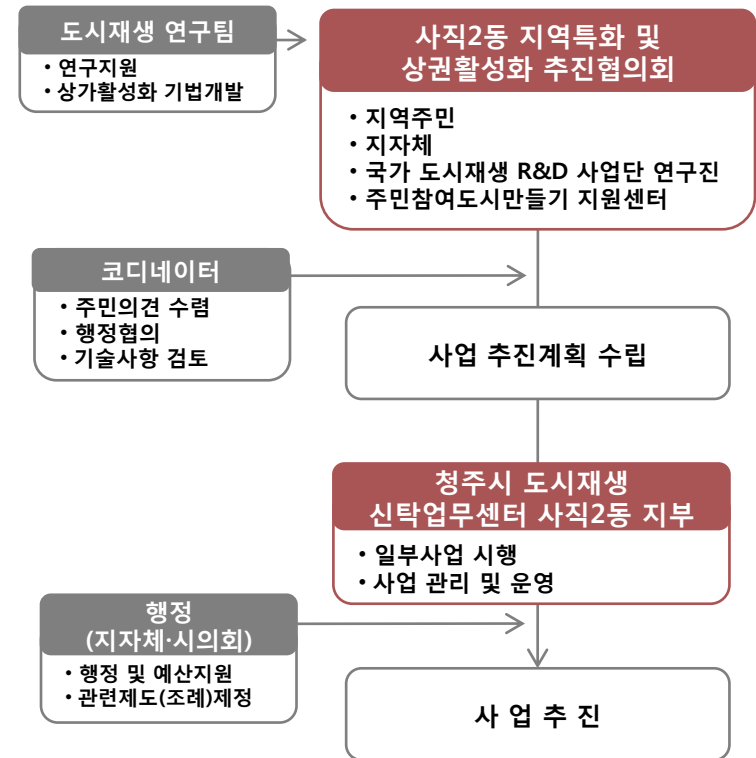 도시재생 연구팀
• 연구지원
• 상가활성화 기법개발
사직2동 지역특화 및
상권활성화 추진협의회
• 지역주민
• 지자체
• 국가 도시재생 R&D 사업단 연구진
• 주민참여도시만들기 지원센터
코디네이터
• 주민의견 수렴
• 행정협의
• 기술사항 검토
사업 추진계획 수립
청주시 도시재생
신탁업무센터 사직2동 지부
• 일부사업 시행
• 사업 관리 및 운영
행정
(지자체·시의회)
• 행정 및 예산지원
• 관련제도(조례)제정
사 업 추 진